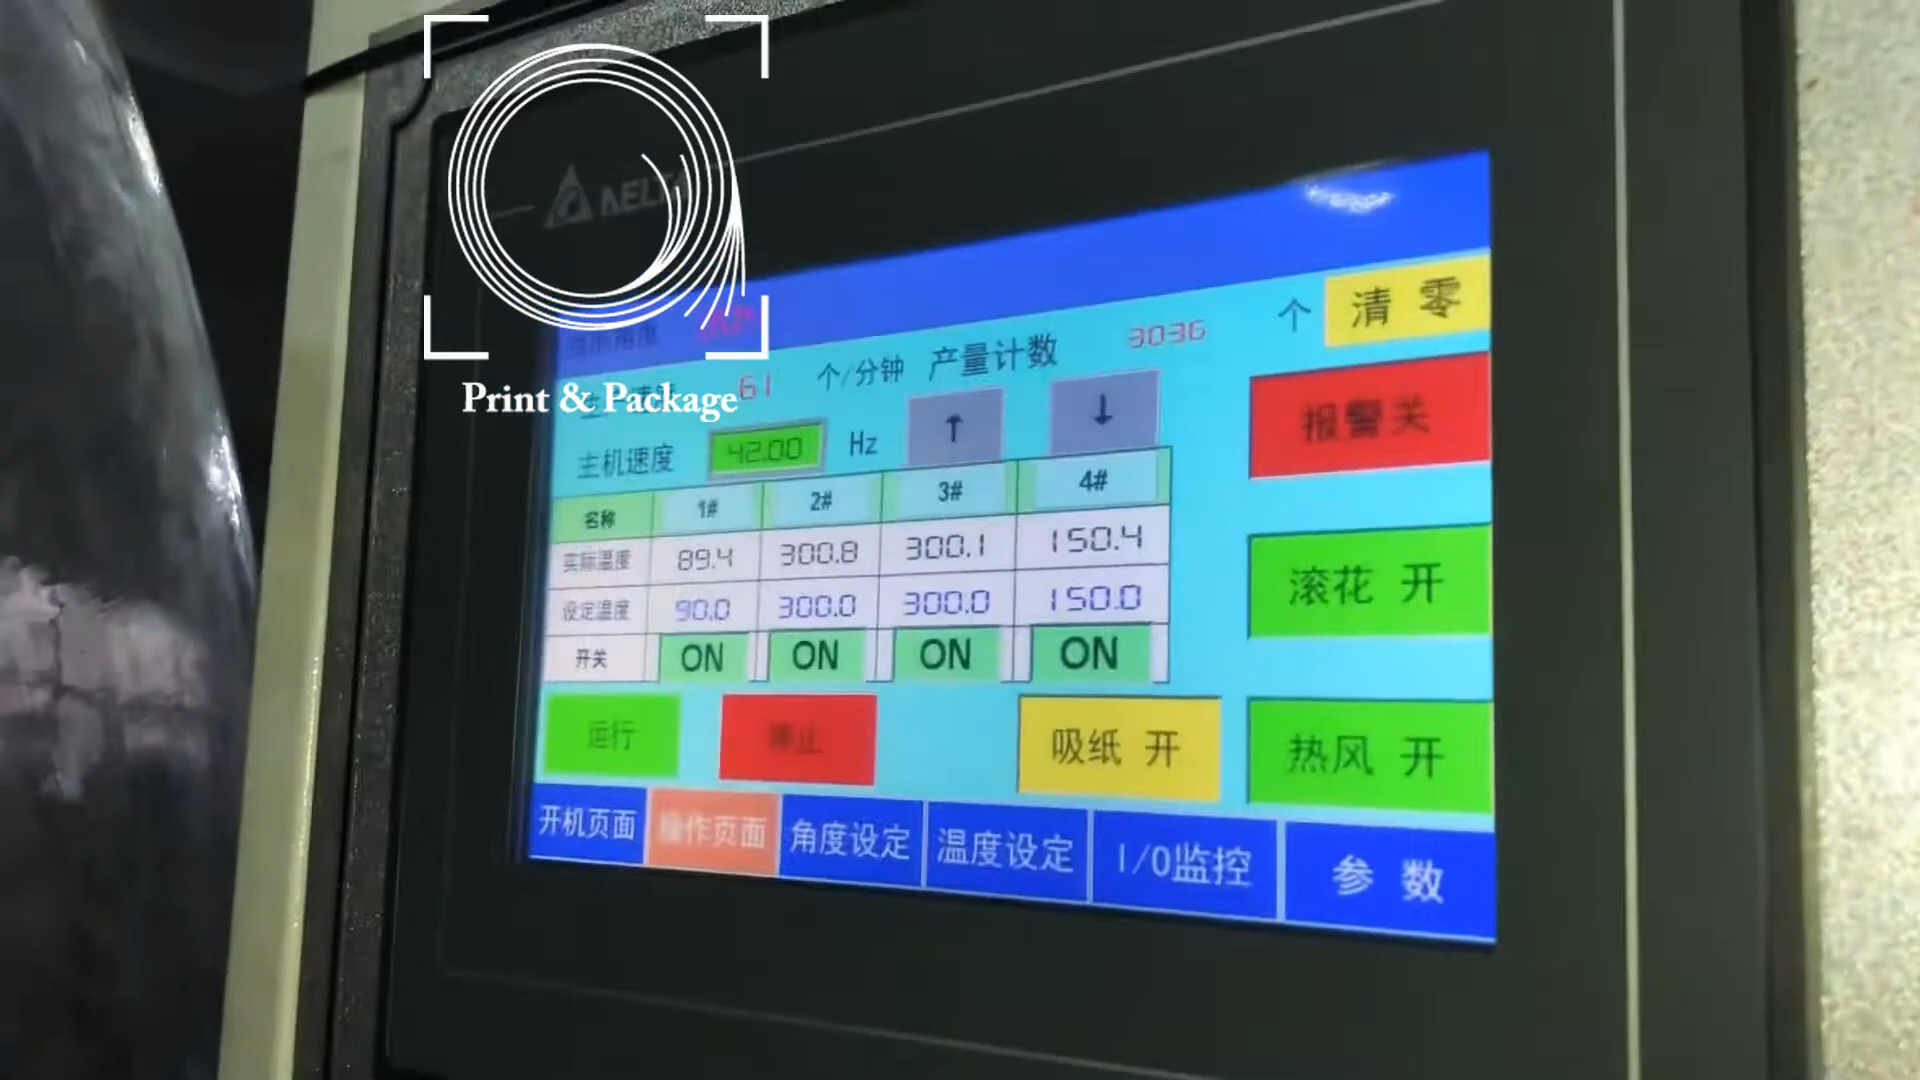 DELTA
Print & Package
61 个/分钟 产量计数 3036 个 清 零
主机速度 42.00 Hz ↑ ↓ 报警关
名称 1# 2# 3# 4#
实际温度 89.4 300.8 300.1 150.4
设定温度 90.0 300.0 300.0 150.0
滚花 开
开关 ON ON ON ON
运行 停止 吸纸 开 热风 开
开机页面 操作页面 角度设定 温度设定 I/O监控 参 数